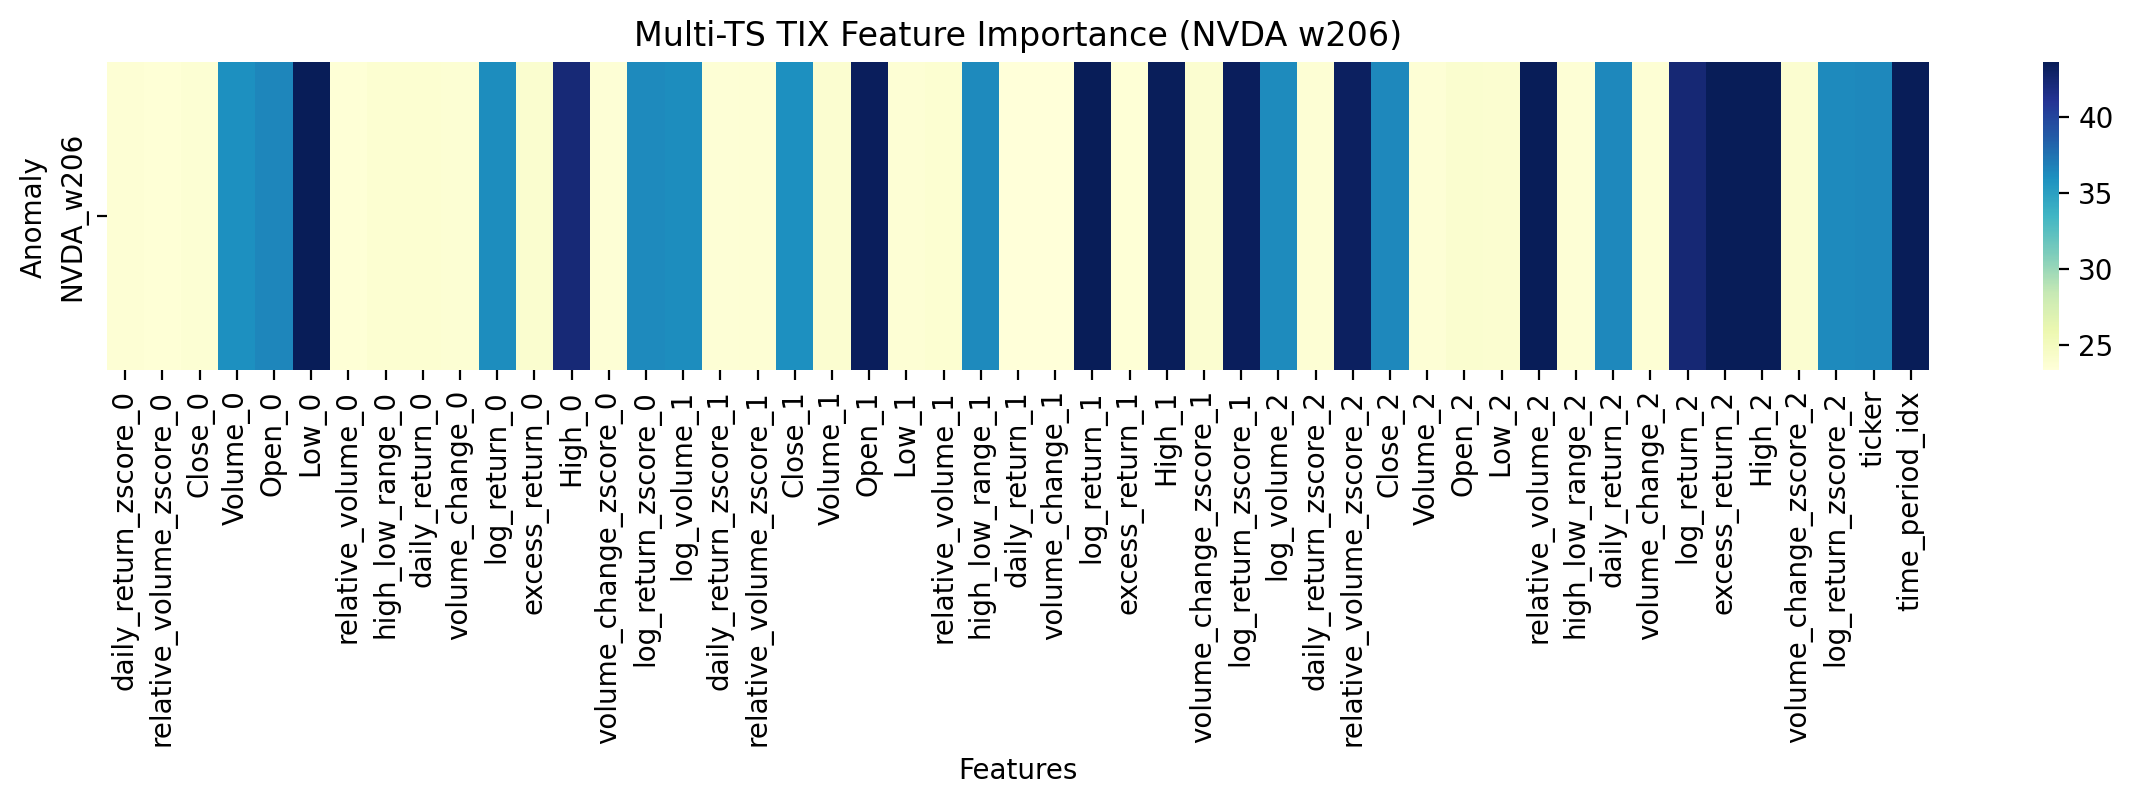 Multi-TS TIX Feature Importance (NVDA w206)
Anomaly
NVDA_w206
40
35
30
25
daily_return_zscore_0
relative_volume_zscore_0
Close_0
Volume_0
Open_0
Low_0
relative_volume_0
high_low_range_0
daily_return_0
volume_change_0
log_return_0
excess_return_0
High_0
volume_change_zscore_0
log_return_zscore_0
log_volume_1
daily_return_zscore_1
relative_volume_zscore_1
Close_1
Volume_1
Open_1
Low_1
relative_volume_1
high_low_range_1
daily_return_1
volume_change_1
log_return_1
excess_return_1
High_1
volume_change_zscore_1
log_return_zscore_1
log_volume_2
daily_return_zscore_2
relative_volume_zscore_2
Close_2
Volume_2
Open_2
Low_2
relative_volume_2
high_low_range_2
daily_return_2
volume_change_2
log_return_2
excess_return_2
High_2
volume_change_zscore_2
log_return_zscore_2
ticker
time_period_idx
Features